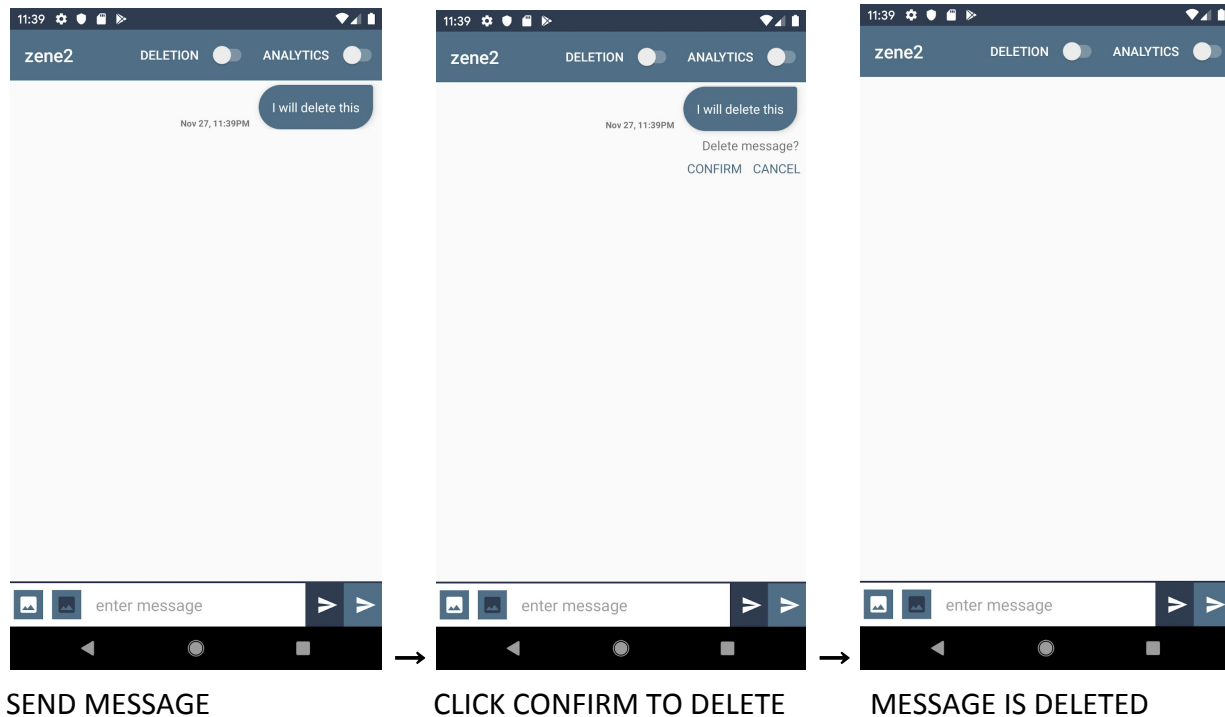 11:39
zene2 DELETION ANALYTICS
I will delete this
Nov 27, 11:39PM
enter message
SEND MESSAGE
→
11:39
zene2 DELETION ANALYTICS
I will delete this
Nov 27, 11:39PM
Delete message?
CONFIRM CANCEL
enter message
CLICK CONFIRM TO DELETE
→
11:39
zene2 DELETION ANALYTICS
enter message
MESSAGE IS DELETED